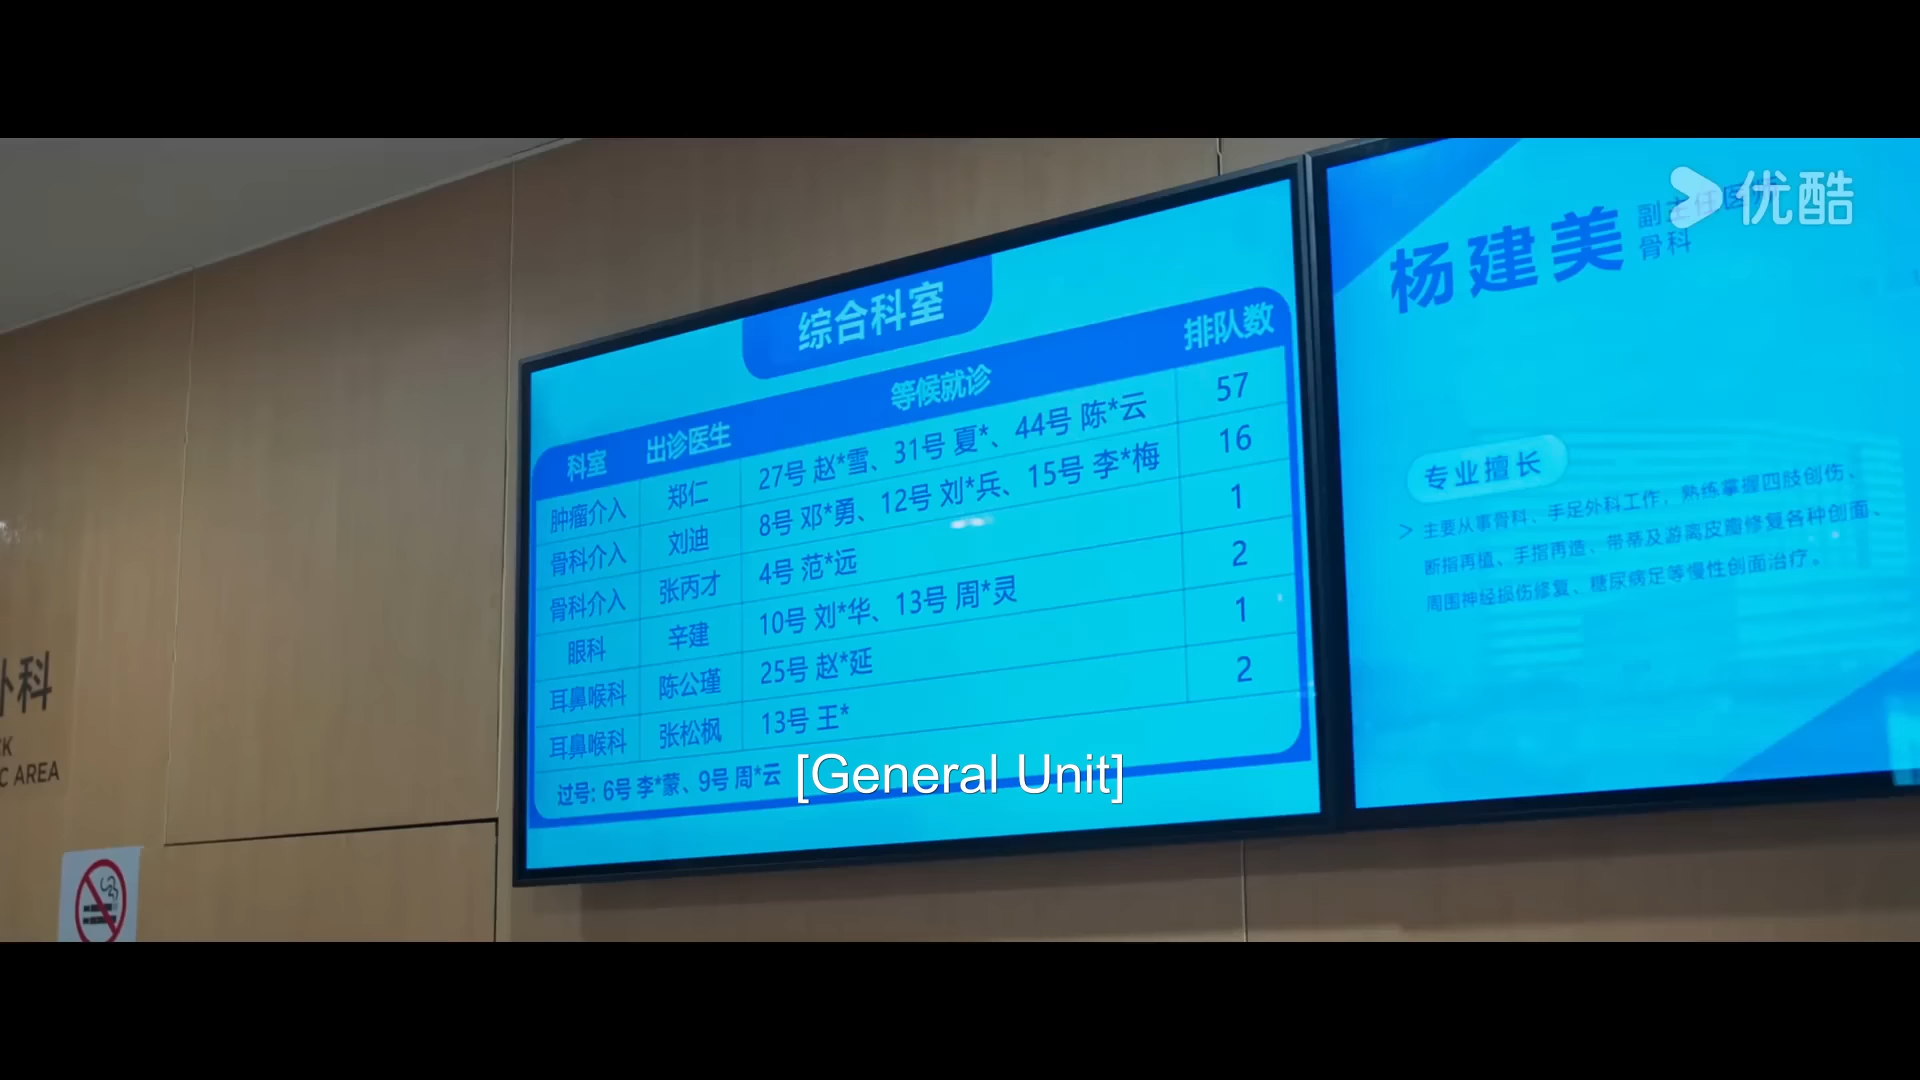 综合科室
科室 出诊医生 等候就诊 排队数
肿瘤介入 郑仁 27号 赵*雪、31号 夏*、44号 陈*云 57
骨科介入 刘迪 8号 邓*勇、12号 刘*兵、15号 李*梅 16
骨科介入 张丙才 4号 范*远 1
眼科 辛建 10号 刘*华、13号 周*灵 2
耳鼻喉科 陈公瑾 25号 赵*延 1
耳鼻喉科 张松枫 13号 王* 2
过号: 6号 李*蒙、9号 周*云
[General Unit]
优酷
杨建美 副主任医师
骨科
专业擅长
> 主要从事骨科、手足外科工作，熟练掌握四肢创伤、
断指再植、手指再造、带蒂及游离皮瓣修复各种创面、
周围神经损伤修复、糖尿病足等慢性创面治疗。
外科
CK
C AREA